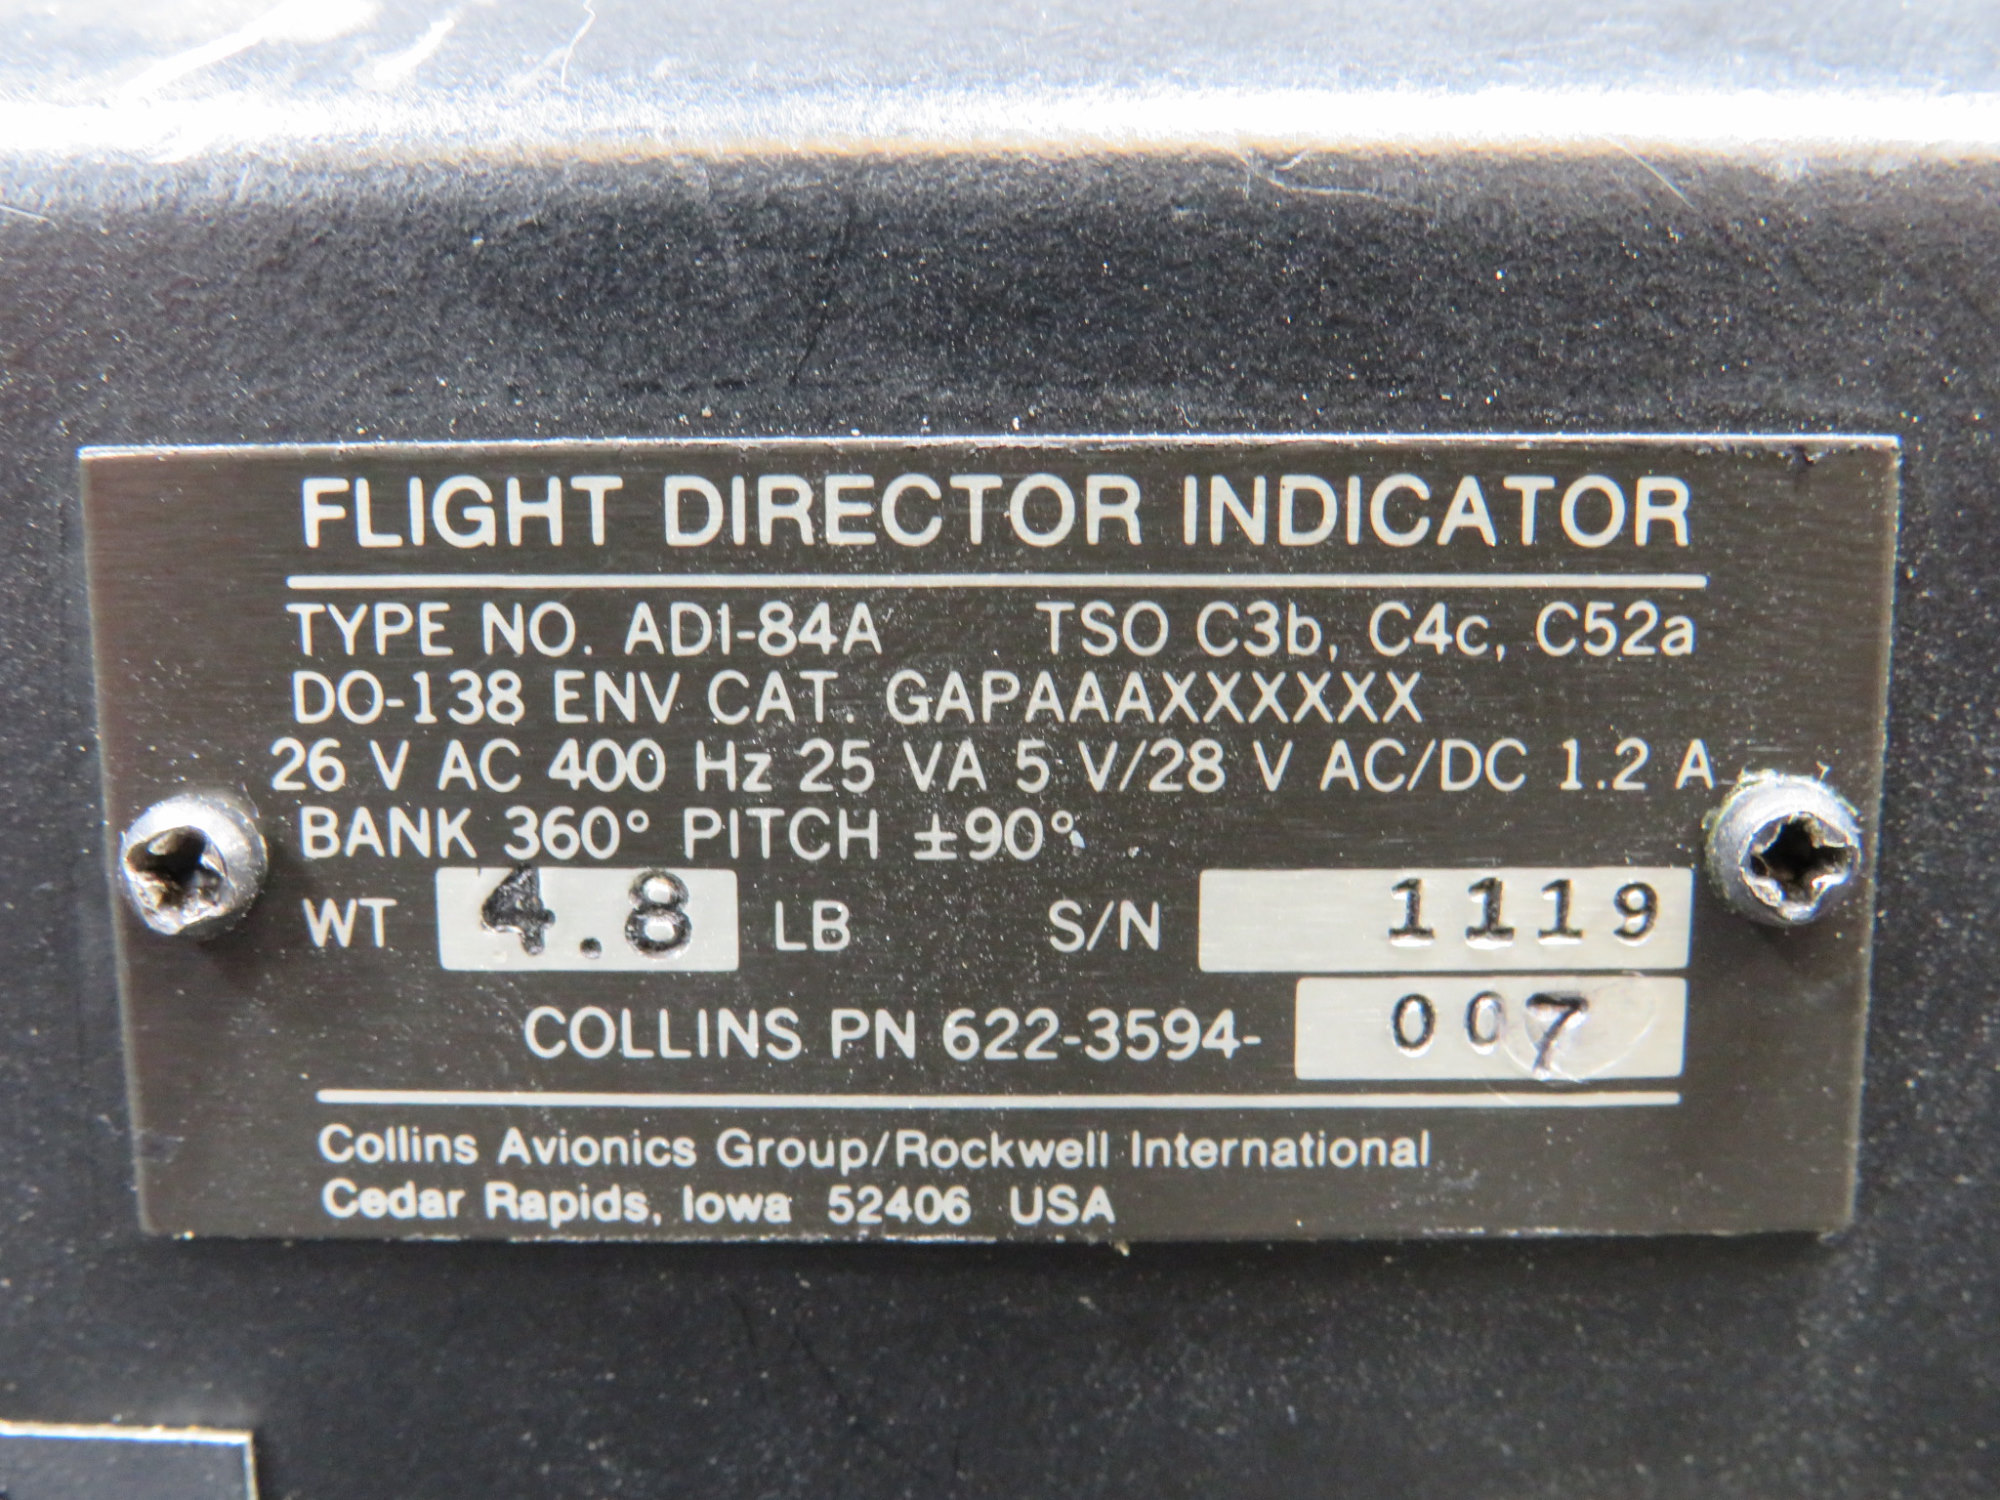 FLIGHT DIRECTOR INDICATOR
TYPE NO. ADI-84A TSO C3b, C4c, C52a
DO-138 ENV CAT. GAPAAAXXXXXX
26 V AC 400 Hz 25 VA 5 V/28 V AC/DC 1.2 A
BANK 360° PITCH ±90°
WT 4.8 LB S/N 1119
COLLINS PN 622-3594-007
Collins Avionics Group/Rockwell International
Cedar Rapids, Iowa 52406 USA